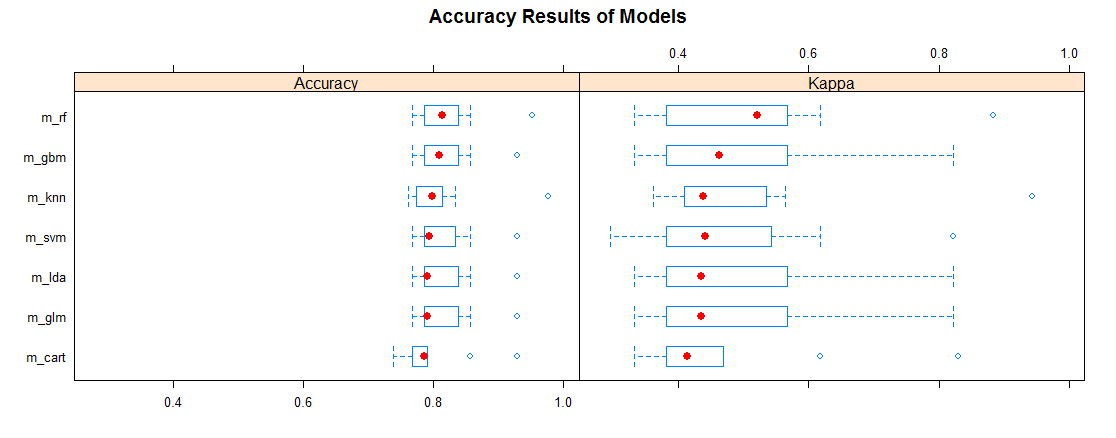 Accuracy Results of Models
0.4 0.6 0.8 1.0
Accuracy Kappa
m_rf
m_gbm
m_knn
m_svm
m_lda
m_glm
m_cart
0.4 0.6 0.8 1.0